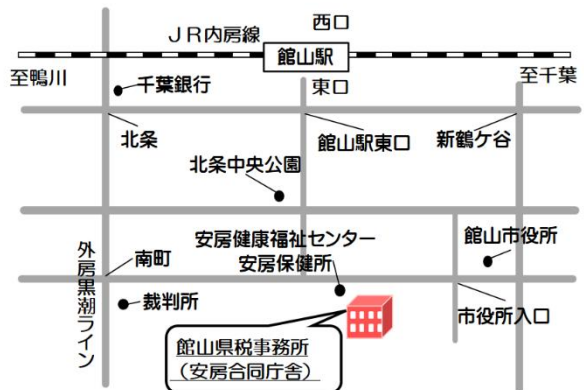 西口
JR内房線
館山駅
至鴨川
東口
至千葉
千葉銀行
北条
館山駅東口
新鶴ケ谷
北条中央公園
外房黒潮ライン
南町
安房健康福祉センター
安房保健所
館山市役所
裁判所
市役所入口
館山県税事務所
(安房合同庁舎)